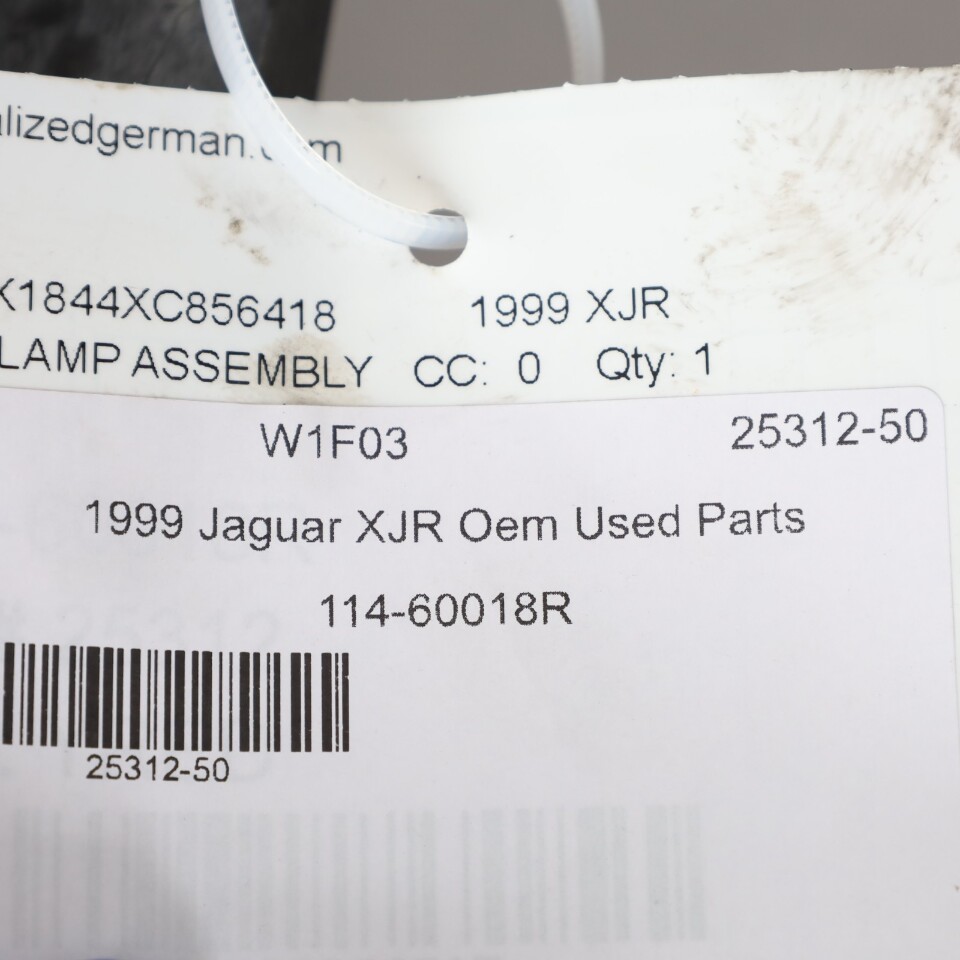 alizedgerman.com
K1844XC856418 1999 XJR
LAMP ASSEMBLY CC: 0 Qty: 1
W1F03 25312-50
1999 Jaguar XJR Oem Used Parts
114-60018R
25312-50